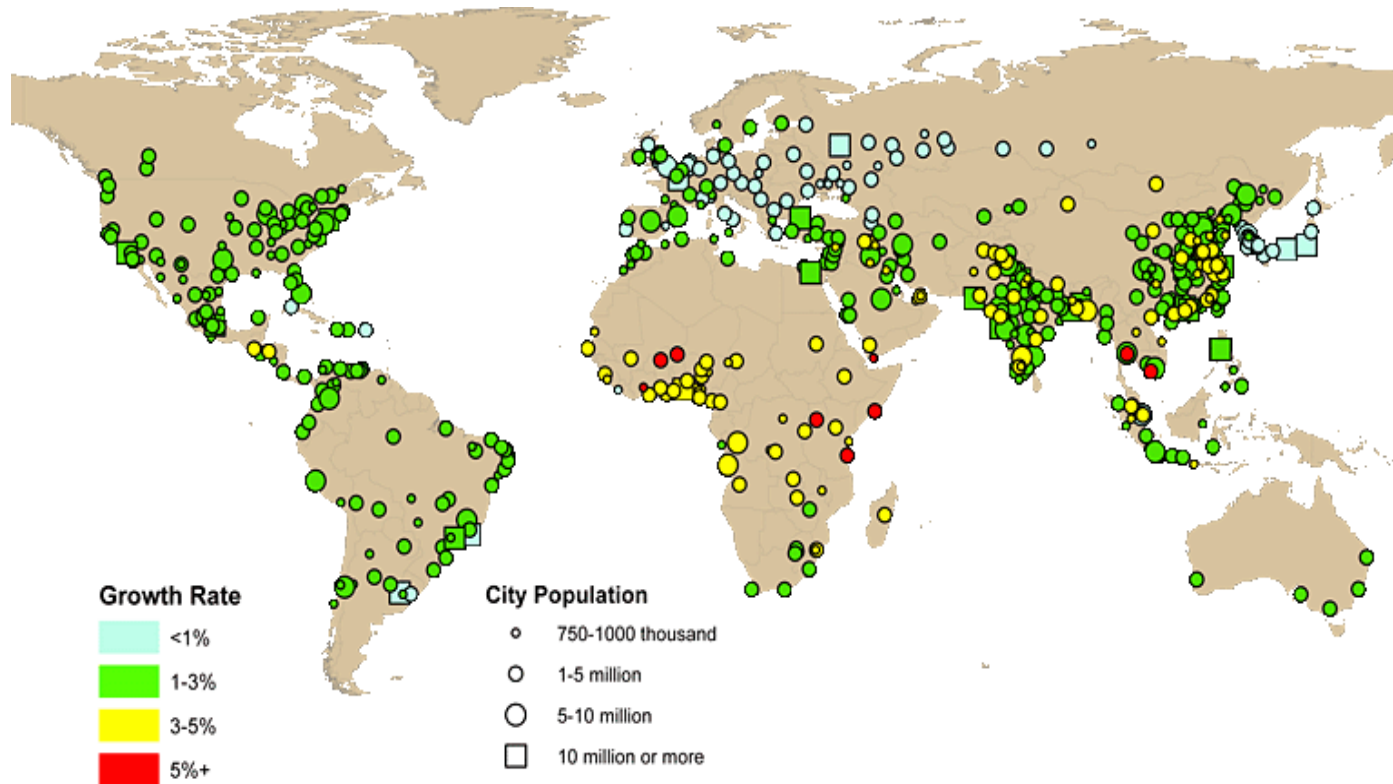 Growth Rate
<1%
1-3%
3-5%
5%+
City Population
750-1000 thousand
1-5 million
5-10 million
10 million or more